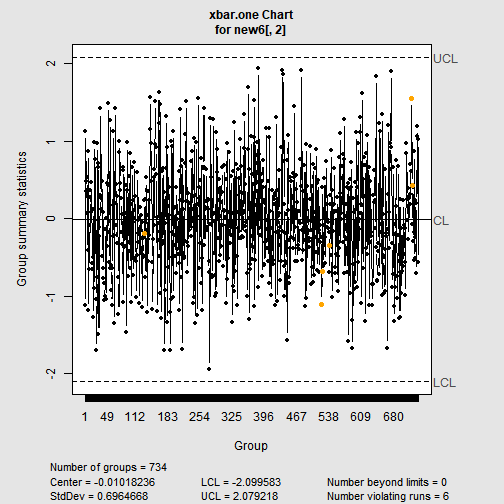 xbar.one Chart
for new6[, 2]
Group summary statistics
2
1
0
-1
-2
UCL
CL
LCL
1 49 112 183 254 325 396 467 538 609 680
Group
Number of groups = 734
Center = -0.01018236 LCL = -2.099583 Number beyond limits = 0
StdDev = 0.6964668 UCL = 2.079218 Number violating runs = 6